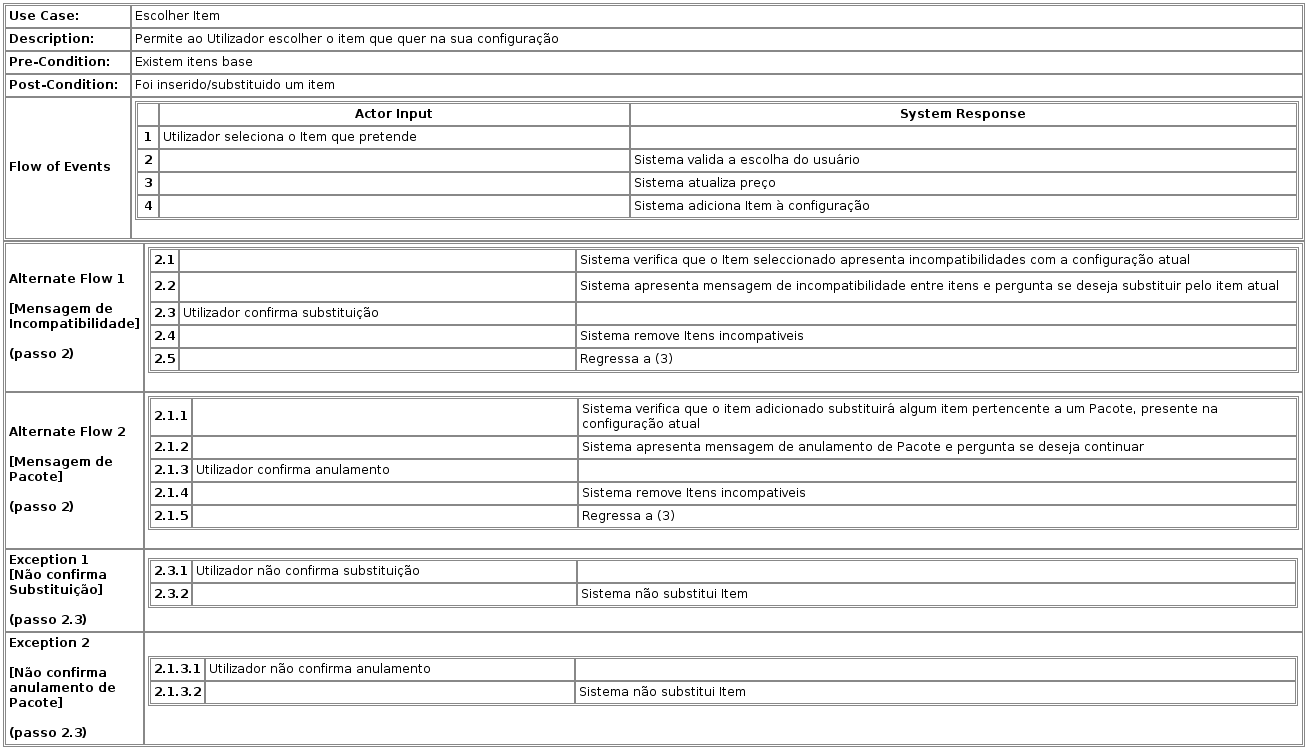 Use Case: Escolher Item
Description: Permite ao Utilizador escolher o item que quer na sua configuração
Pre-Condition: Existem itens base
Post-Condition: Foi inserido/substituido um item
Flow of Events
Actor Input System Response
1 Utilizador seleciona o Item que pretende
2 Sistema valida a escolha do usuário
3 Sistema atualiza preço
4 Sistema adiciona Item à configuração
Alternate Flow 1
[Mensagem de
Incompatibilidade]
(passo 2)
2.1 Sistema verifica que o Item seleccionado apresenta incompatibilidades com a configuração atual
2.2 Sistema apresenta mensagem de incompatibilidade entre itens e pergunta se deseja substituir pelo item atual
2.3 Utilizador confirma substituição
2.4 Sistema remove Itens incompativeis
2.5 Regressa a (3)
Alternate Flow 2
[Mensagem de
Pacote]
(passo 2)
2.1.1 Sistema verifica que o item adicionado substituirá algum item pertencente a um Pacote, presente na
configuração atual
2.1.2 Sistema apresenta mensagem de anulamento de Pacote e pergunta se deseja continuar
2.1.3 Utilizador confirma anulamento
2.1.4 Sistema remove Itens incompativeis
2.1.5 Regressa a (3)
Exception 1
[Não confirma
Substituição]
(passo 2.3)
2.3.1 Utilizador não confirma substituição
2.3.2 Sistema não substitui Item
Exception 2
[Não confirma
anulamento de
Pacote]
(passo 2.3)
2.1.3.1 Utilizador não confirma anulamento
2.1.3.2 Sistema não substitui Item